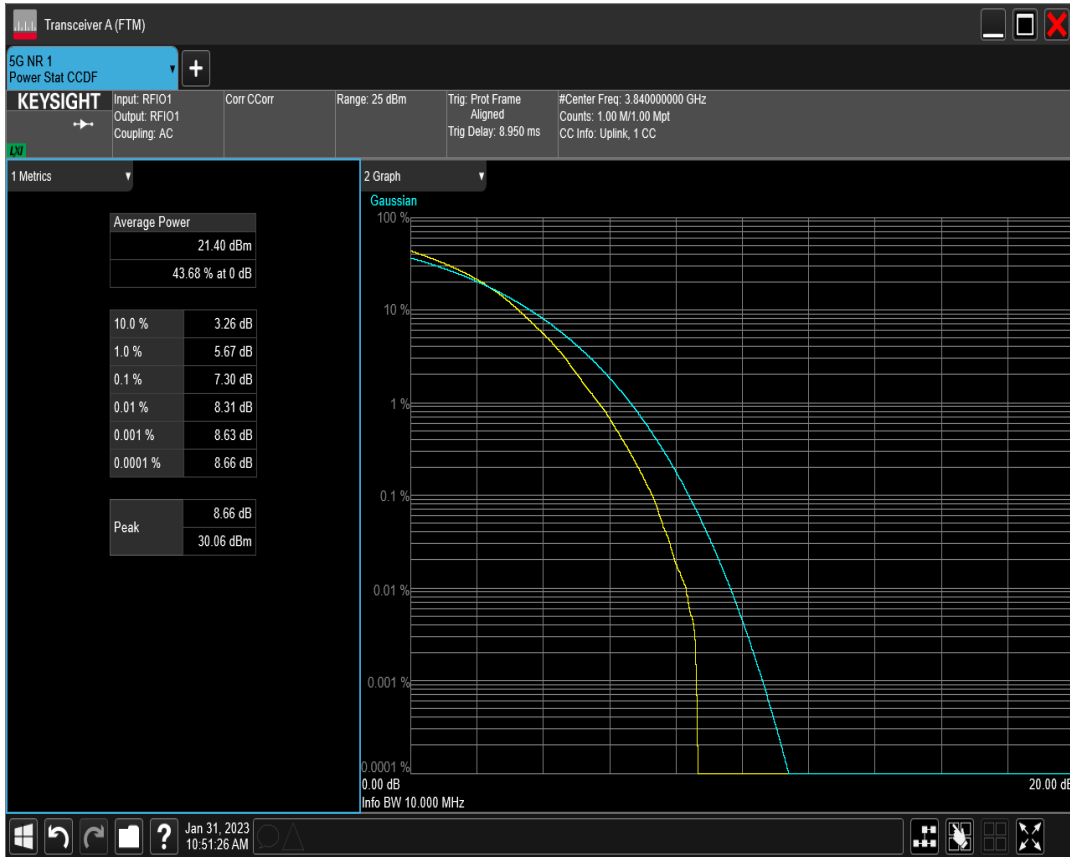 Transceiver A (FTM)
5G NR 1
Power Stat CCDF
+
KEYSIGHT
LXI
Input: RFIO1
Output: RFIO1
Coupling: AC
Corr CCorr
Range: 25 dBm
Trig: Prot Frame
Aligned
Trig Delay: 8.950 ms
#Center Freq: 3.840000000 GHz
Counts: 1.00 M/1.00 Mpt
CC Info: Uplink, 1 CC
1 Metrics
Average Power
21.40 dBm
43.68 % at 0 dB
10.0 % 3.26 dB
1.0 % 5.67 dB
0.1 % 7.30 dB
0.01 % 8.31 dB
0.001 % 8.63 dB
0.0001 % 8.66 dB
Peak 8.66 dB
30.06 dBm
2 Graph
Gaussian
100 %
10 %
1 %
0.1 %
0.01 %
0.001 %
0.0001 %
0.00 dB 20.00 dB
Info BW 10.000 MHz
?
Jan 31, 2023
10:51:26 AM